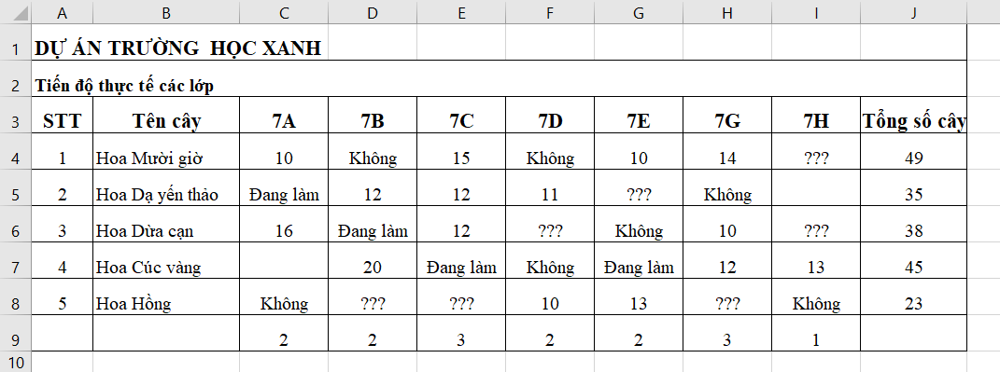 A B C D E F G H I J
1 DỰ ÁN TRƯỜNG HỌC XANH
2 Tiến độ thực tế các lớp
3 STT Tên cây 7A 7B 7C 7D 7E 7G 7H Tổng số cây
4 1 Hoa Mười giờ 10 Không 15 Không 10 14 ??? 49
5 2 Hoa Dạ yến thảo Đang làm 12 12 11 ??? Không 35
6 3 Hoa Dừa cạn 16 Đang làm 12 ??? Không 10 ??? 38
7 4 Hoa Cúc vàng 20 Đang làm Không Đang làm 12 13 45
8 5 Hoa Hồng Không ??? ??? 10 13 ??? Không 23
9 2 2 3 2 2 3 1
10